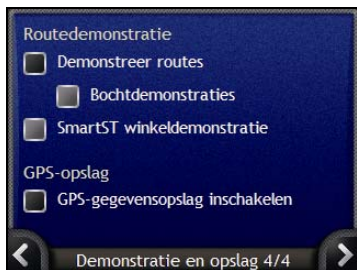 Routedemonstratie
Demonstreer routes
Bochtdemonstraties
SmartST winkeldemonstratie
GPS-opslag
GPS-gegevensopslag inschakelen
Demonstratie en opslag 4/4